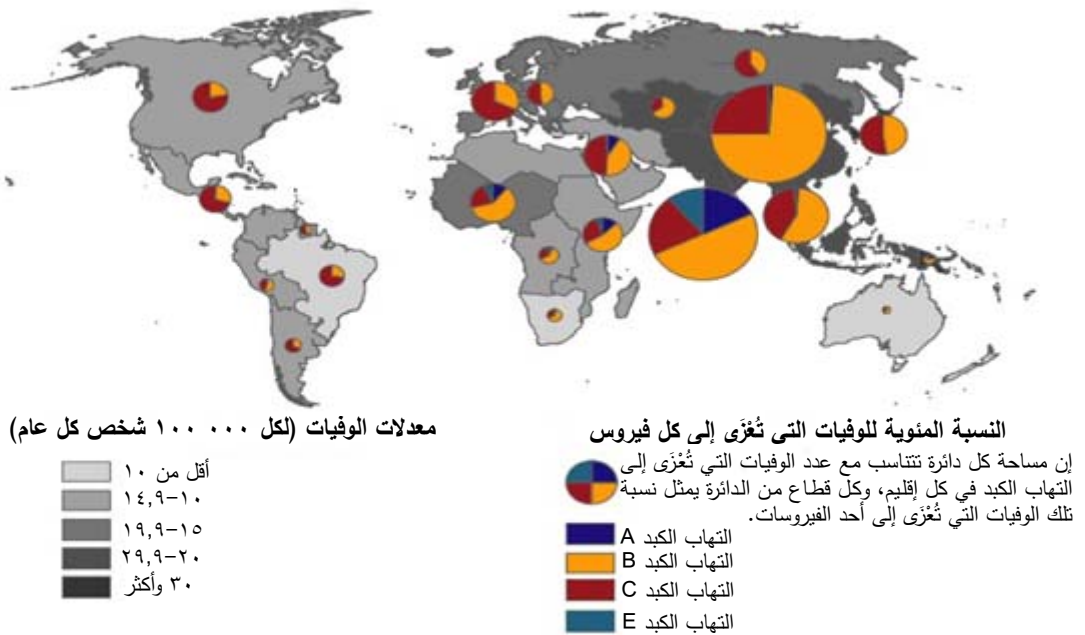 معدلات الوفيات (لكل ١٠٠ ٠٠٠ شخص كل عام)
أقل من ١٠
١٠-١٤,٩
١٥-١٩,٩
٢٠-٢٩,٩
٣٠ وأكثر
النسبة المئوية للوفيات التي تُعْزَى إلى كل فيروس
إن مساحة كل دائرة تتناسب مع عدد الوفيات التي تُعْزَى إلى
التهاب الكبد في كل إقليم، وكل قطاع من الدائرة يمثل نسبة
تلك الوفيات التي تُعْزَى إلى أحد الفيروسات.
التهاب الكبد A
التهاب الكبد B
التهاب الكبد C
التهاب الكبد E